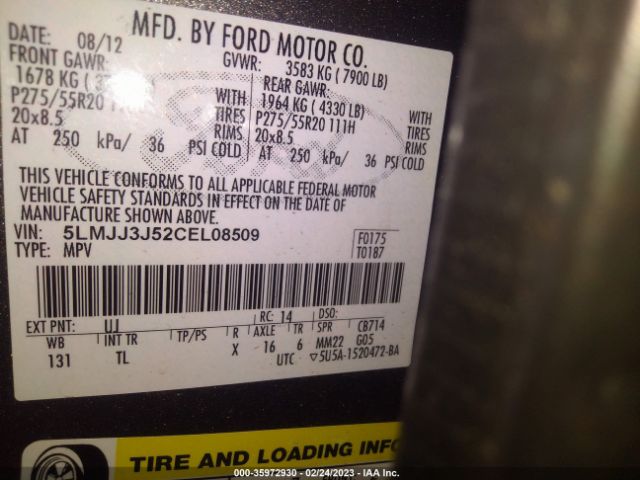 MFD. BY FORD MOTOR CO.
DATE: 08/12
GVWR: 3583 KG ( 7900 LB)
FRONT GAWR:
REAR GAWR:
1678 KG ( WITH
1964 KG ( 4330 LB) WITH
P275/55R20 111H TIRES
P275/55R20 111H TIRES
20x8.5 RIMS
20x8.5 RIMS
AT 250 kPa/ 36 PSI COLD
AT 250 kPa/ 36 PSI COLD
THIS VEHICLE CONFORMS TO ALL APPLICABLE FEDERAL MOTOR
VEHICLE SAFETY STANDARDS IN EFFECT ON THE DATE OF
MANUFACTURE SHOWN ABOVE.
VIN: 5LMJJ3J52CEL08509
TYPE: MPV
F0175
T0187
EXT PNT: UJ RC: 14 DSO:
WB INT TR TP/PS R AXLE TR SPR CB714
131 TL X 16 6 MM22 G05
UTC ▽5U5A-1520472-BA
TIRE AND LOADING INFO
000-35972930 - 02/24/2023 - IAA Inc.